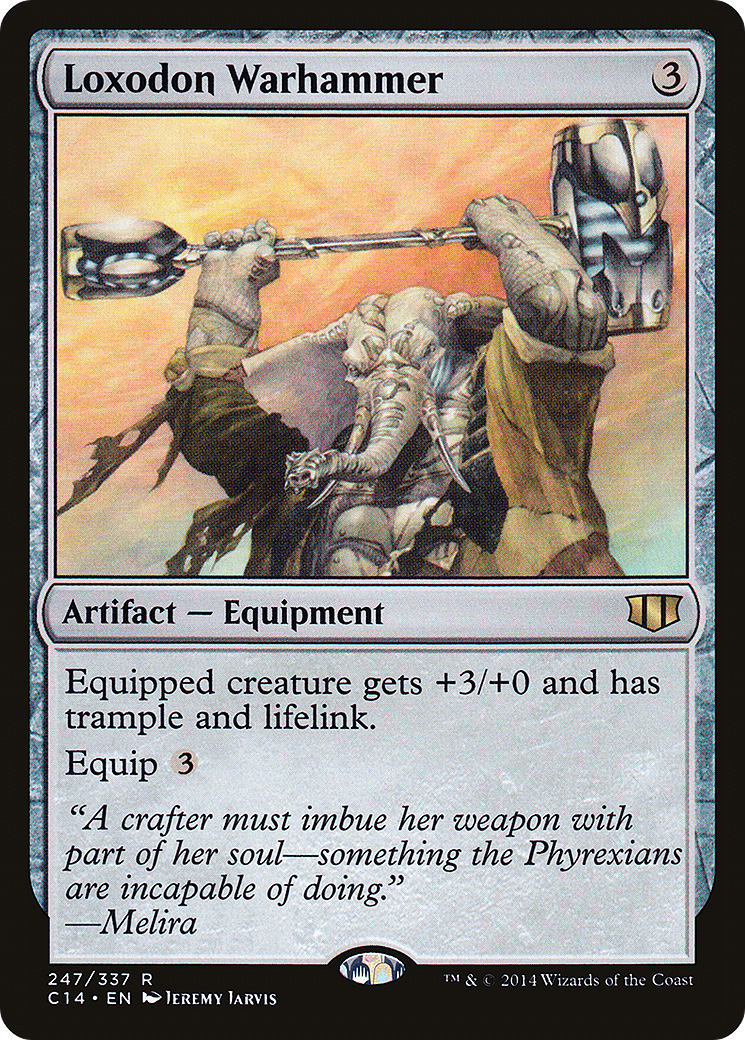 Loxodon Warhammer 3
Artifact — Equipment
Equipped creature gets +3/+0 and has
trample and lifelink.
Equip 3
“A crafter must imbue her weapon with
part of her soul—something the Phyrexians
are incapable of doing.”
—Melira
247/337 R
C14 • EN JEREMY JARVIS
™ & © 2014 Wizards of the Coast